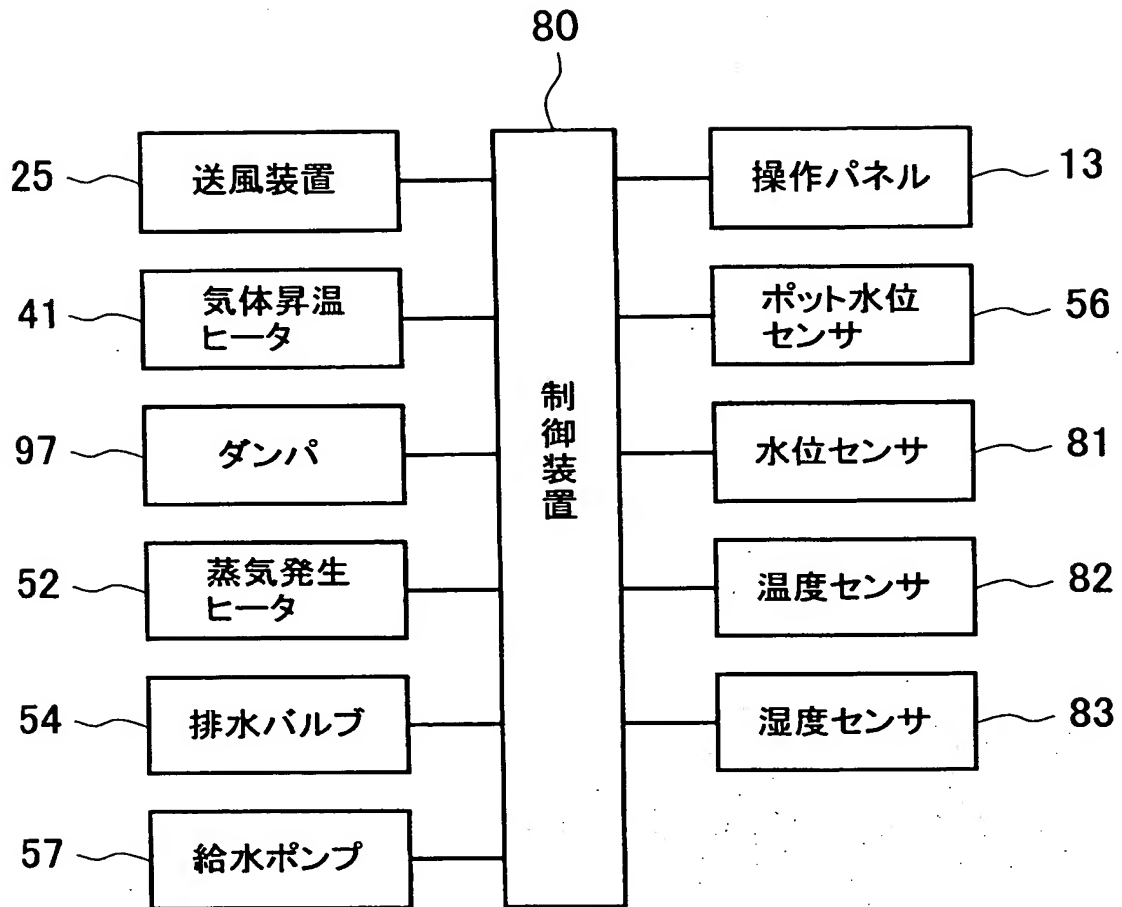 80
25
送風装置
操作パネル
13
41
気体昇温
ヒータ
ポット水位
センサ
56
97
ダンパ
制御装置
水位センサ
81
52
蒸気発生
ヒータ
温度センサ
82
54
排水バルブ
湿度センサ
83
57
給水ポンプ